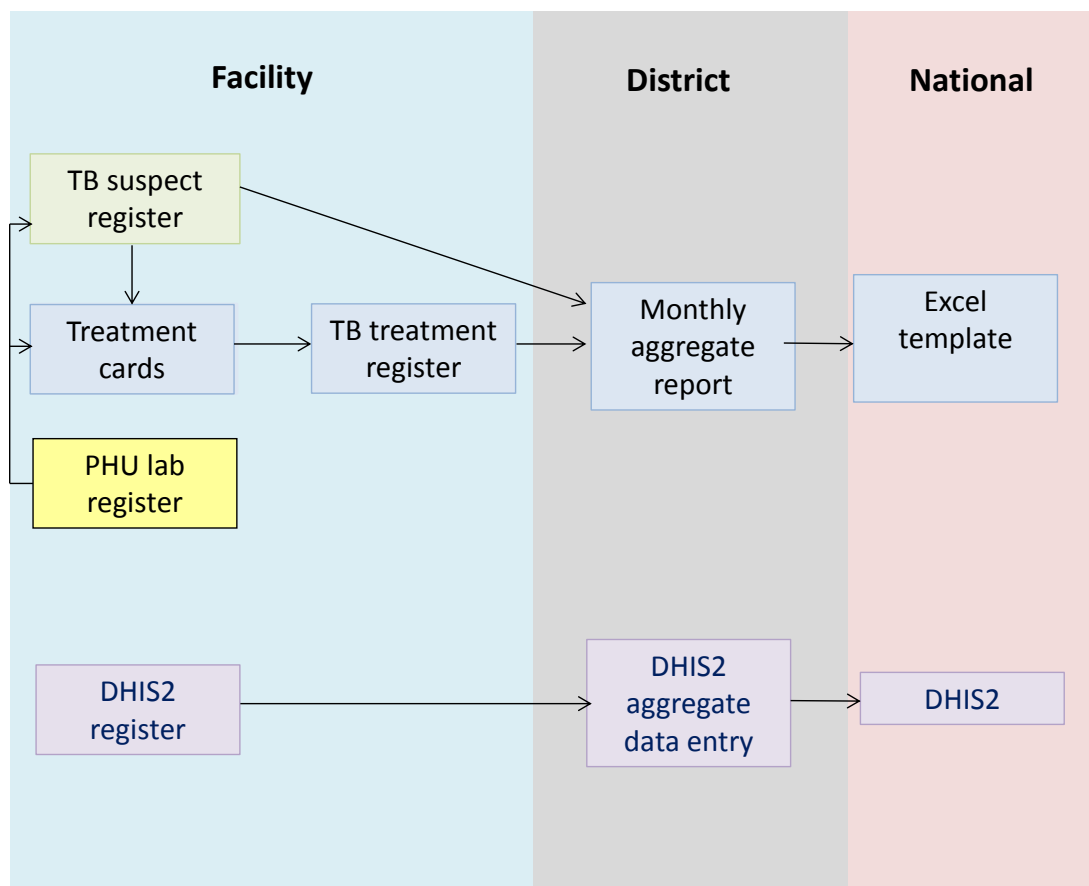 Facility
District
National
TB suspect
register
Treatment
cards
TB treatment
register
Monthly
aggregate
report
Excel
template
PHU lab
register
DHIS2
register
DHIS2
aggregate
data entry
DHIS2